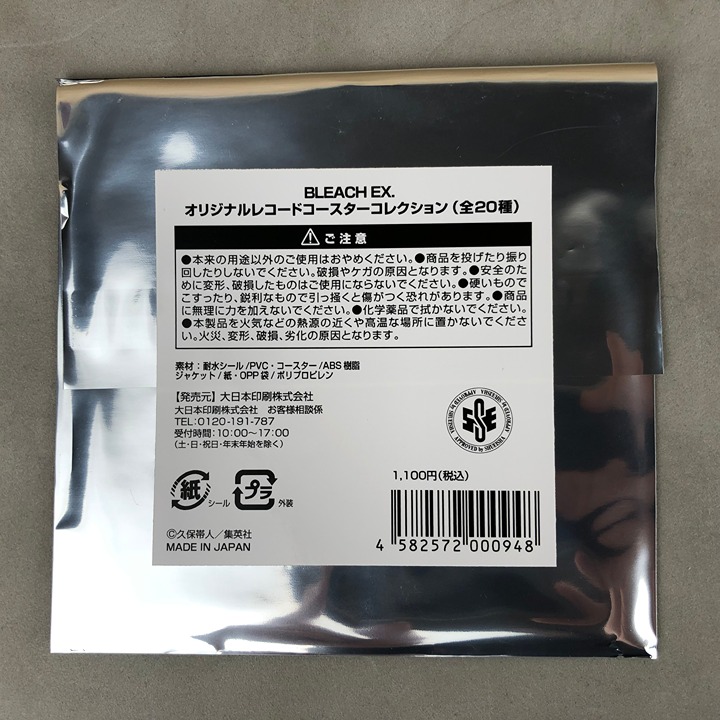 BLEACH EX.
オリジナルレコードコースターコレクション(全20種)
ご注意
●本来の用途以外のご使用はおやめください。●商品を投げたり振り
回したりしないでください。破損やケガの原因となります。●安全のた
めに変形、破損したものはご使用にならないでください。●硬いもので
こすったり、鋭利なもので引っ掻くと傷がつく恐れがあります。●商品
に無理に力を加えないでください。●化学薬品で拭かないでください。
●本製品を火気などの熱源の近くや高温な場所に置かないでくださ
い。火災、変形、破損、劣化の原因となります。
素材:耐水シール/PVC・コースター/ABS樹脂
ジャケット/紙・OPP袋/ポリプロピレン
【発売元】大日本印刷株式会社
大日本印刷株式会社 お客様相談係
TEL:0120-191-787
受付時間:10:00~17:00
(土・日・祝日・年末年始を除く)
APPROVED by SHUEISHA
SSE
1,100円(税込)
紙 シール プラ 外装
©久保帯人/集英社
MADE IN JAPAN
4 582572 000948